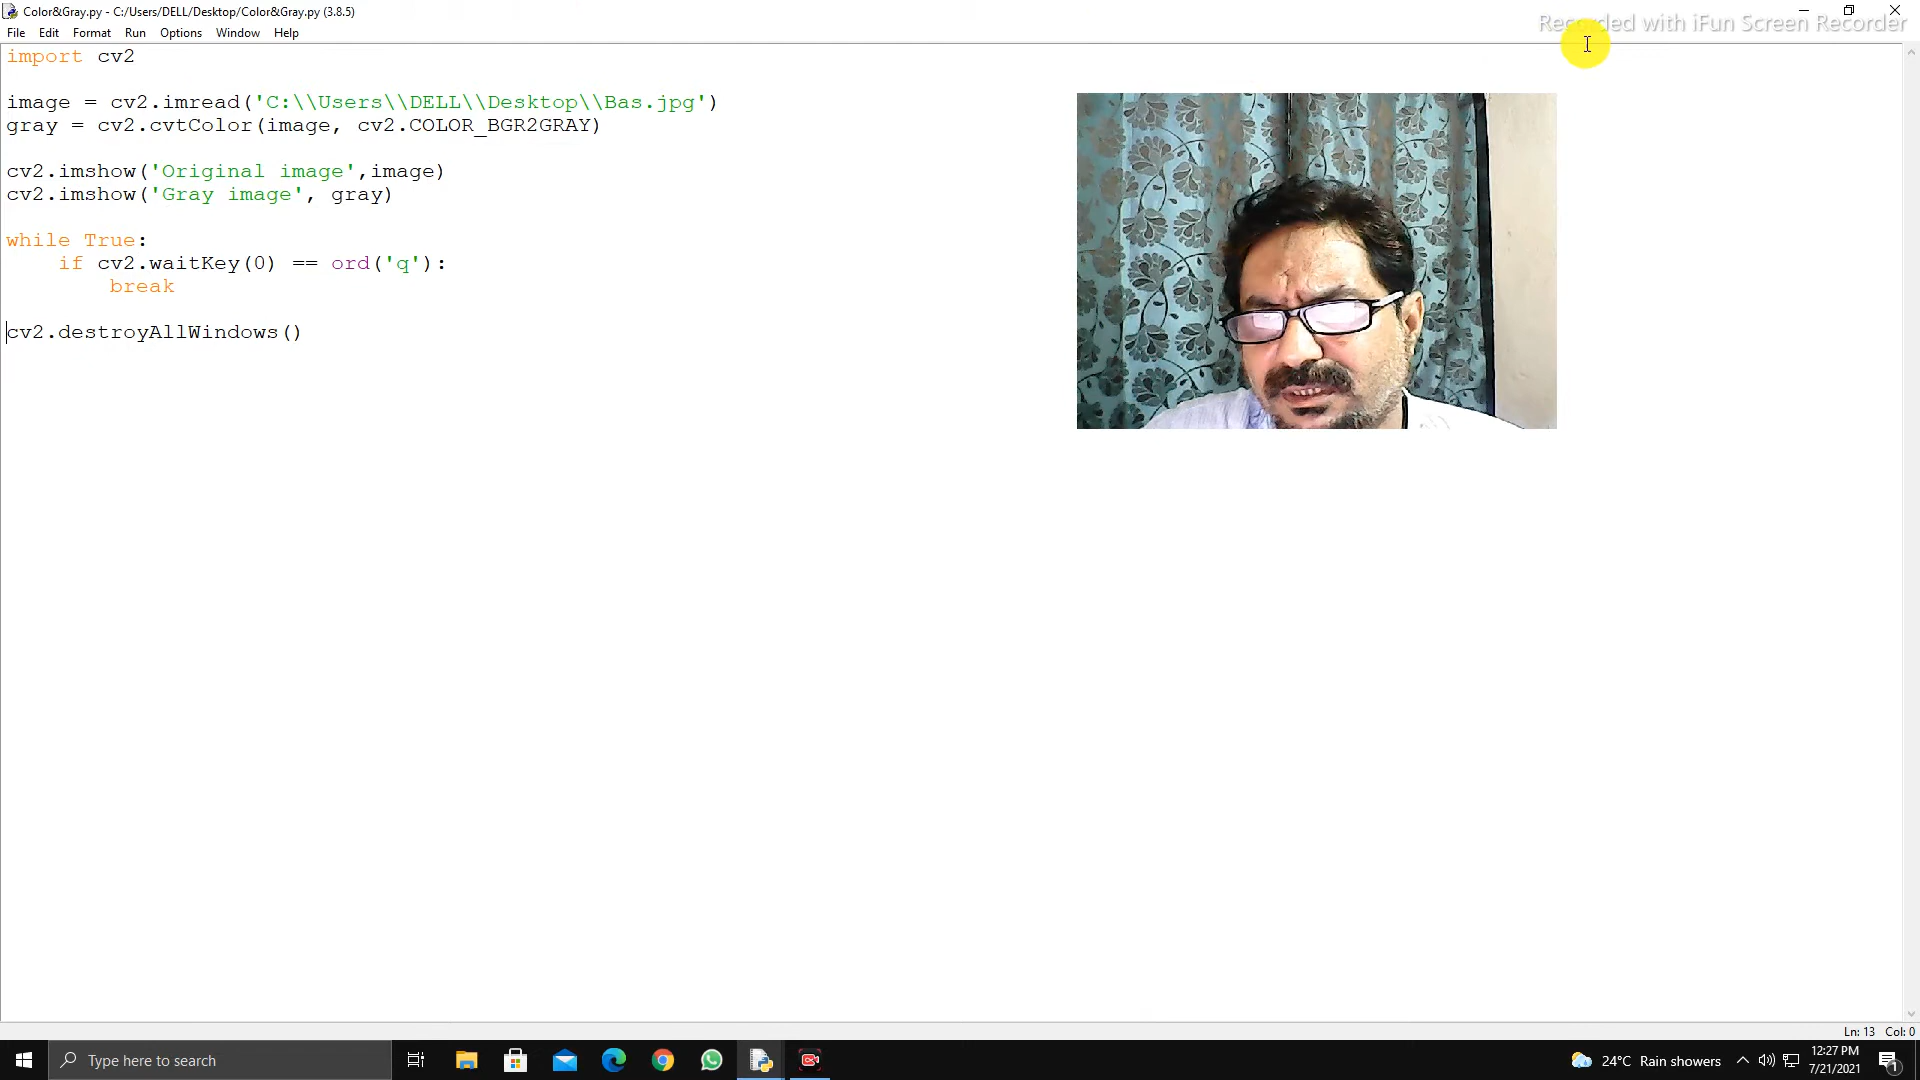 Color&Gray.py - C:/Users/DELL/Desktop/Color&Gray.py (3.8.5)
Recorded with iFun Screen Recorder
File Edit Format Run Options Window Help
import cv2
image = cv2.imread('C:\\Users\\DELL\\Desktop\\Bas.jpg')
gray = cv2.cvtColor(image, cv2.COLOR_BGR2GRAY)
cv2.imshow('Original image',image)
cv2.imshow('Gray image', gray)
while True:
    if cv2.waitKey(0) == ord('q'):
        break
cv2.destroyAllWindows()
Ln: 13 Col: 0
Type here to search
24°C Rain showers
12:27 PM
7/21/2021
1